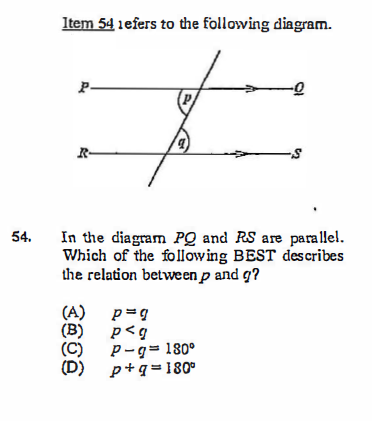 Item 54 refers to the following diagram.
P
Q
p
q
R
S
54. In the diagram PQ and RS are parallel.
Which of the following BEST describes
the relation between p and q?
(A) p = q
(B) p < q
(C) p − q = 180°
(D) p + q = 180°